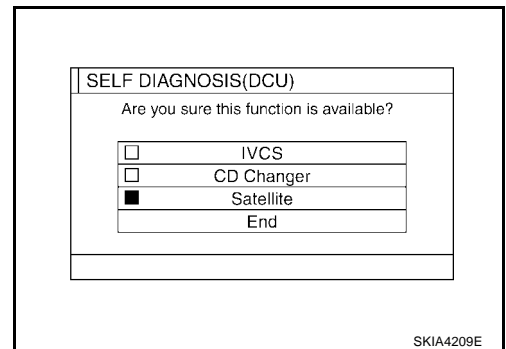 SELF DIAGNOSIS(DCU)
Are you sure this function is available?
IVCS
CD Changer
Satellite
End
SKIA4209E